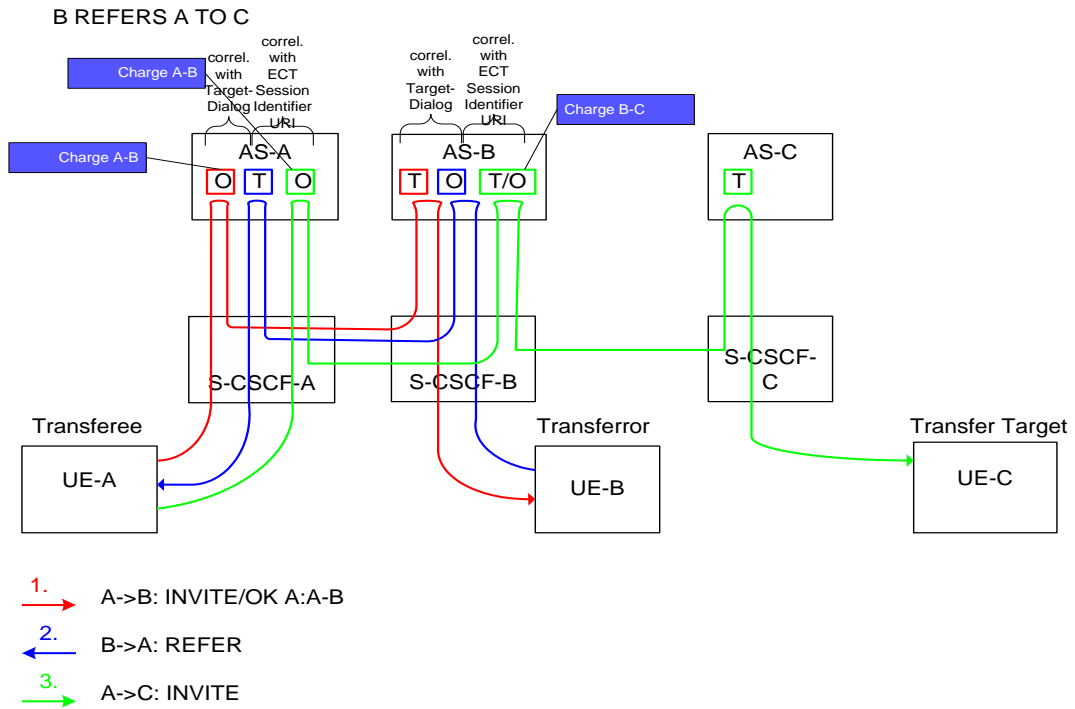 B REFERS A TO C
correl.
with
Target-
Dialog
correl.
with
ECT
Session
Identifier
URI
correl.
with
Target-
Dialog
correl.
with
ECT
Session
Identifier
URI
Charge A-B
Charge A-B
Charge B-C
AS-A
O T O
AS-B
T O T/O
AS-C
T
S-CSCF-A
S-CSCF-B
S-CSCF-
C
Transferee
UE-A
Transferror
UE-B
Transfer Target
UE-C
1. A->B: INVITE/OK A:A-B
2. B->A: REFER
3. A->C: INVITE